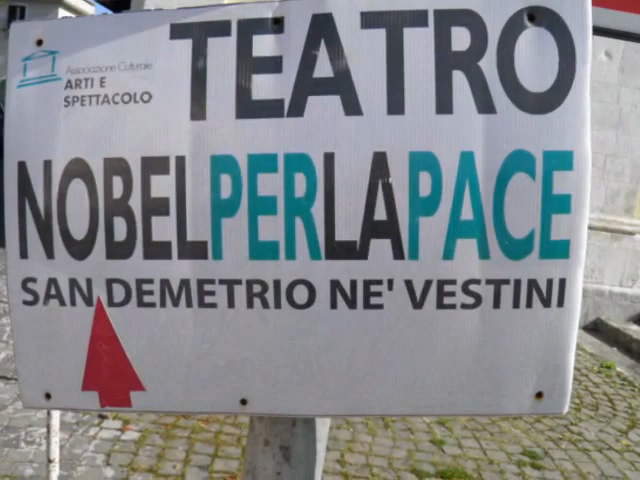 Associazione Culturale
ARTI E
SPETTACOLO
TEATRO
NOBELPERLAPACE
SAN DEMETRIO NE' VESTINI